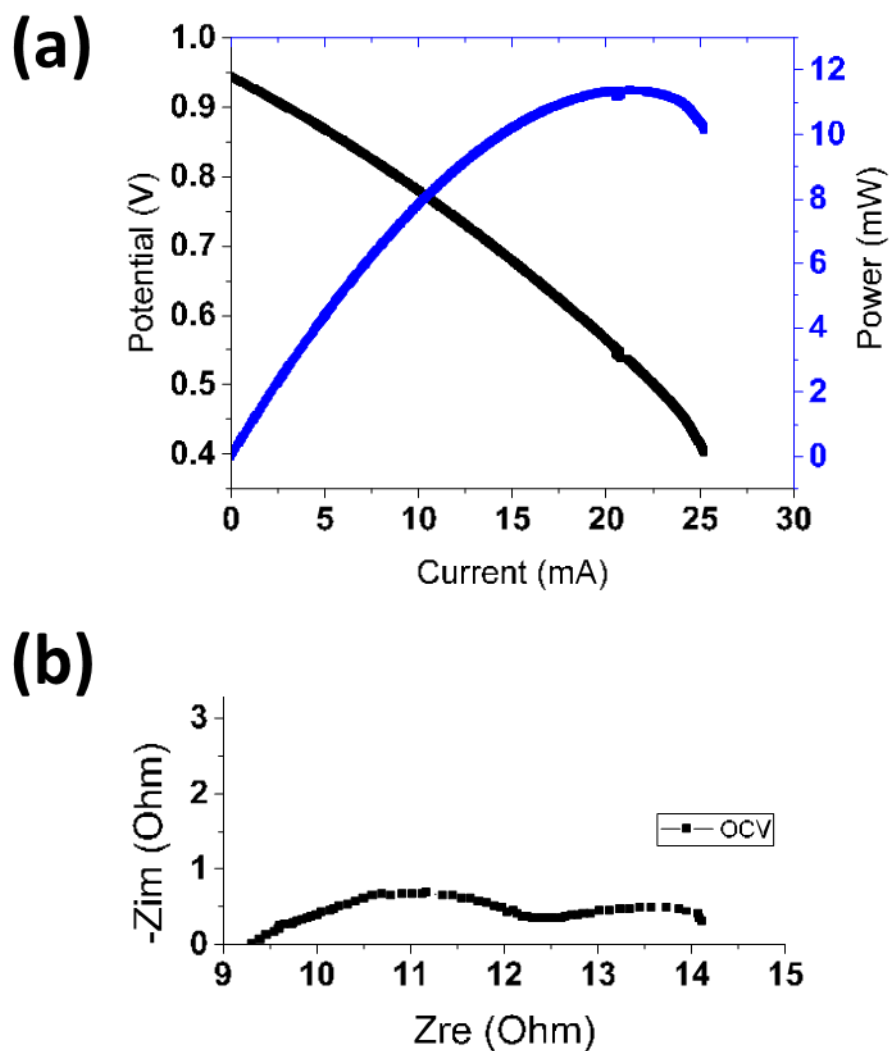 (a)
1.0
0.9
0.8
0.7
0.6
0.5
0.4
Potential (V)
12
10
8
6
4
2
0
Power (mW)
0 5 10 15 20 25 30
Current (mA)
(b)
3
2
1
0
-Zim (Ohm)
OCV
9 10 11 12 13 14 15
Zre (Ohm)